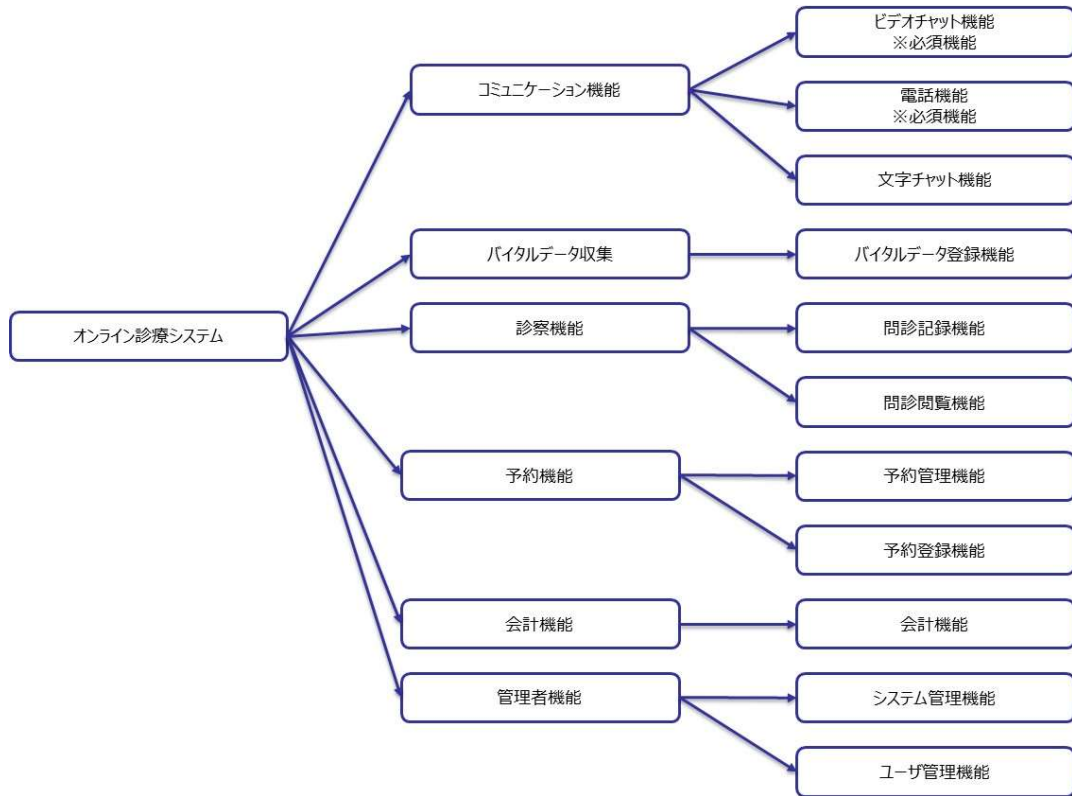 オンライン診療システム
コミュニケーション機能
ビデオチャット機能
※必須機能
電話機能
※必須機能
文字チャット機能
バイタルデータ収集
バイタルデータ登録機能
診察機能
問診記録機能
問診閲覧機能
予約機能
予約管理機能
予約登録機能
会計機能
会計機能
管理者機能
システム管理機能
ユーザ管理機能